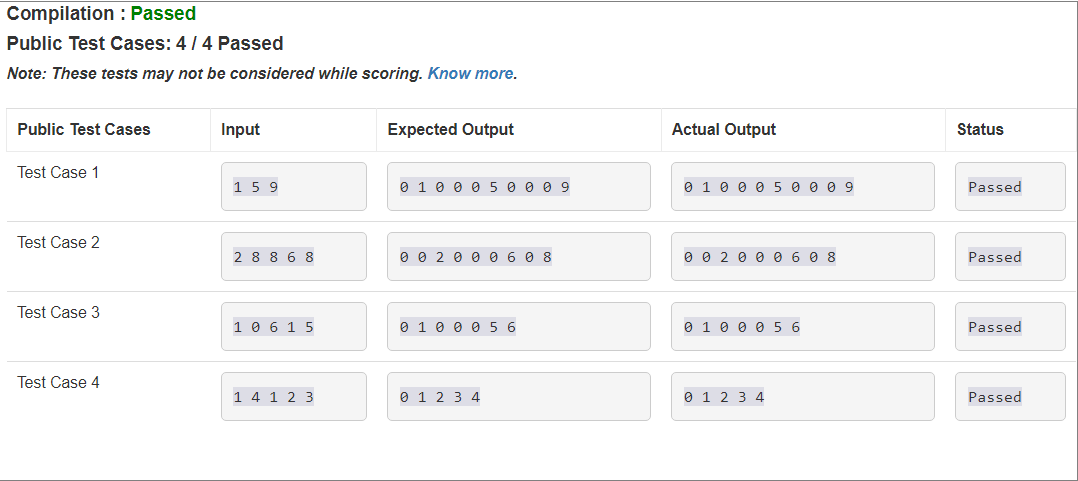 Compilation : Passed
Public Test Cases: 4 / 4 Passed
Note: These tests may not be considered while scoring. Know more.
Public Test Cases Input Expected Output Actual Output Status
Test Case 1 1 5 9 0 1 0 0 0 5 0 0 0 9 0 1 0 0 0 5 0 0 0 9 Passed
Test Case 2 2 8 8 6 8 0 0 2 0 0 0 6 0 8 0 0 2 0 0 0 6 0 8 Passed
Test Case 3 1 0 6 1 5 0 1 0 0 0 5 6 0 1 0 0 0 5 6 Passed
Test Case 4 1 4 1 2 3 0 1 2 3 4 0 1 2 3 4 Passed